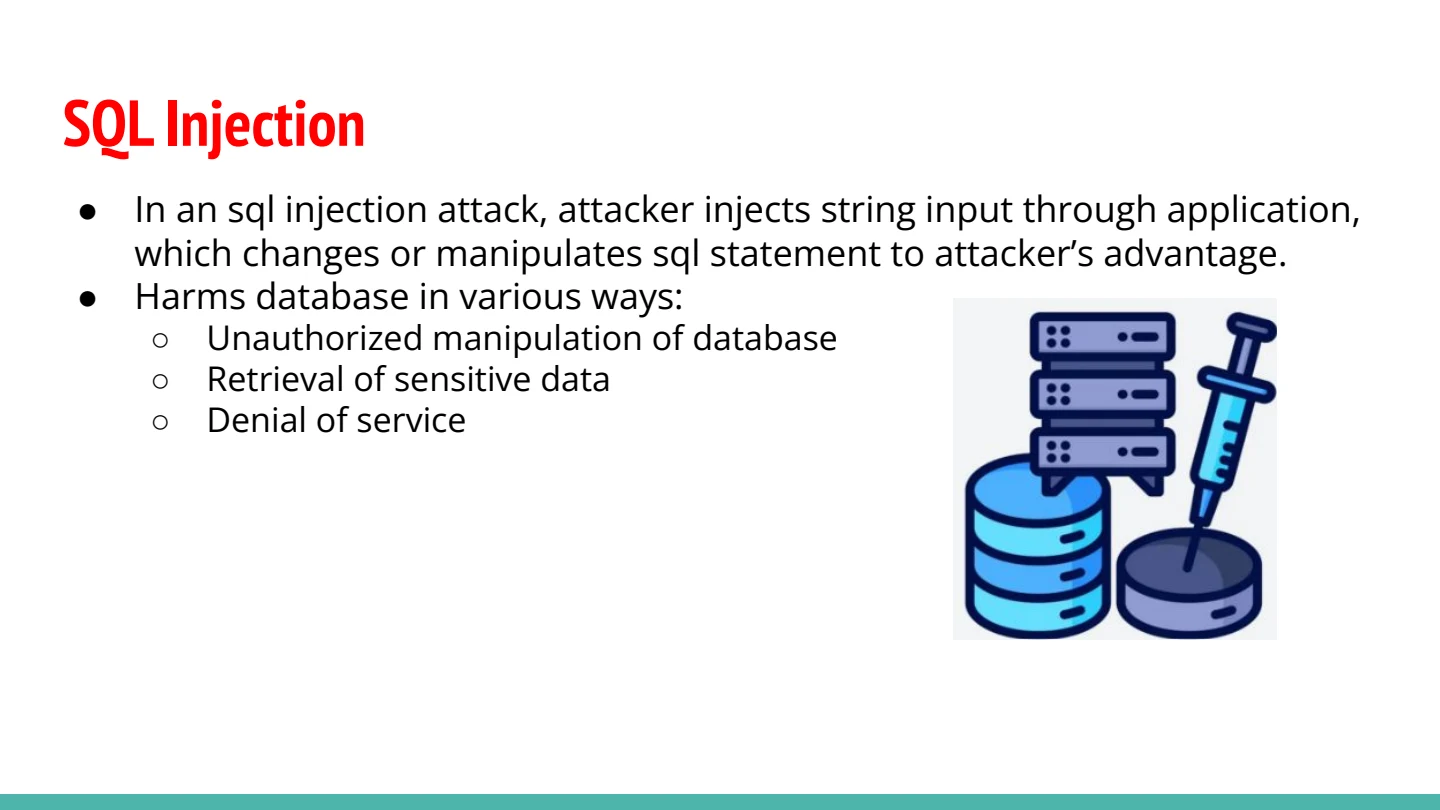 SQL Injection
● In an sql injection attack, attacker injects string input through application,
which changes or manipulates sql statement to attacker’s advantage.
● Harms database in various ways:
○ Unauthorized manipulation of database
○ Retrieval of sensitive data
○ Denial of service